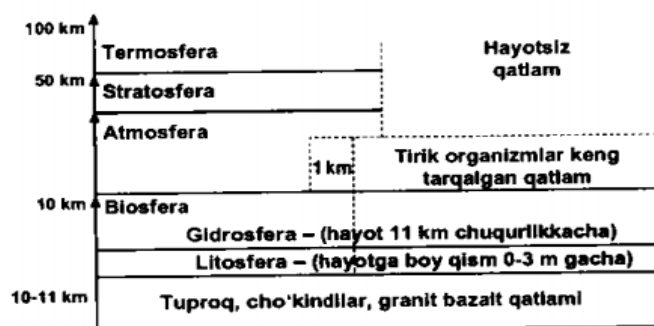 100 km
Termosfera
Hayotsiz
qatlam
50 km
Stratosfera
Atmosfera
1 km
Tirik organizmlar keng
tarqalgan qatlam
10 km
Biosfera
Gidrosfera – (hayot 11 km chuqurlikkacha)
Litosfera – (hayotga boy qism 0-3 m gacha)
10-11 km
Tuproq, cho‘kindilar, granit bazalt qatlami